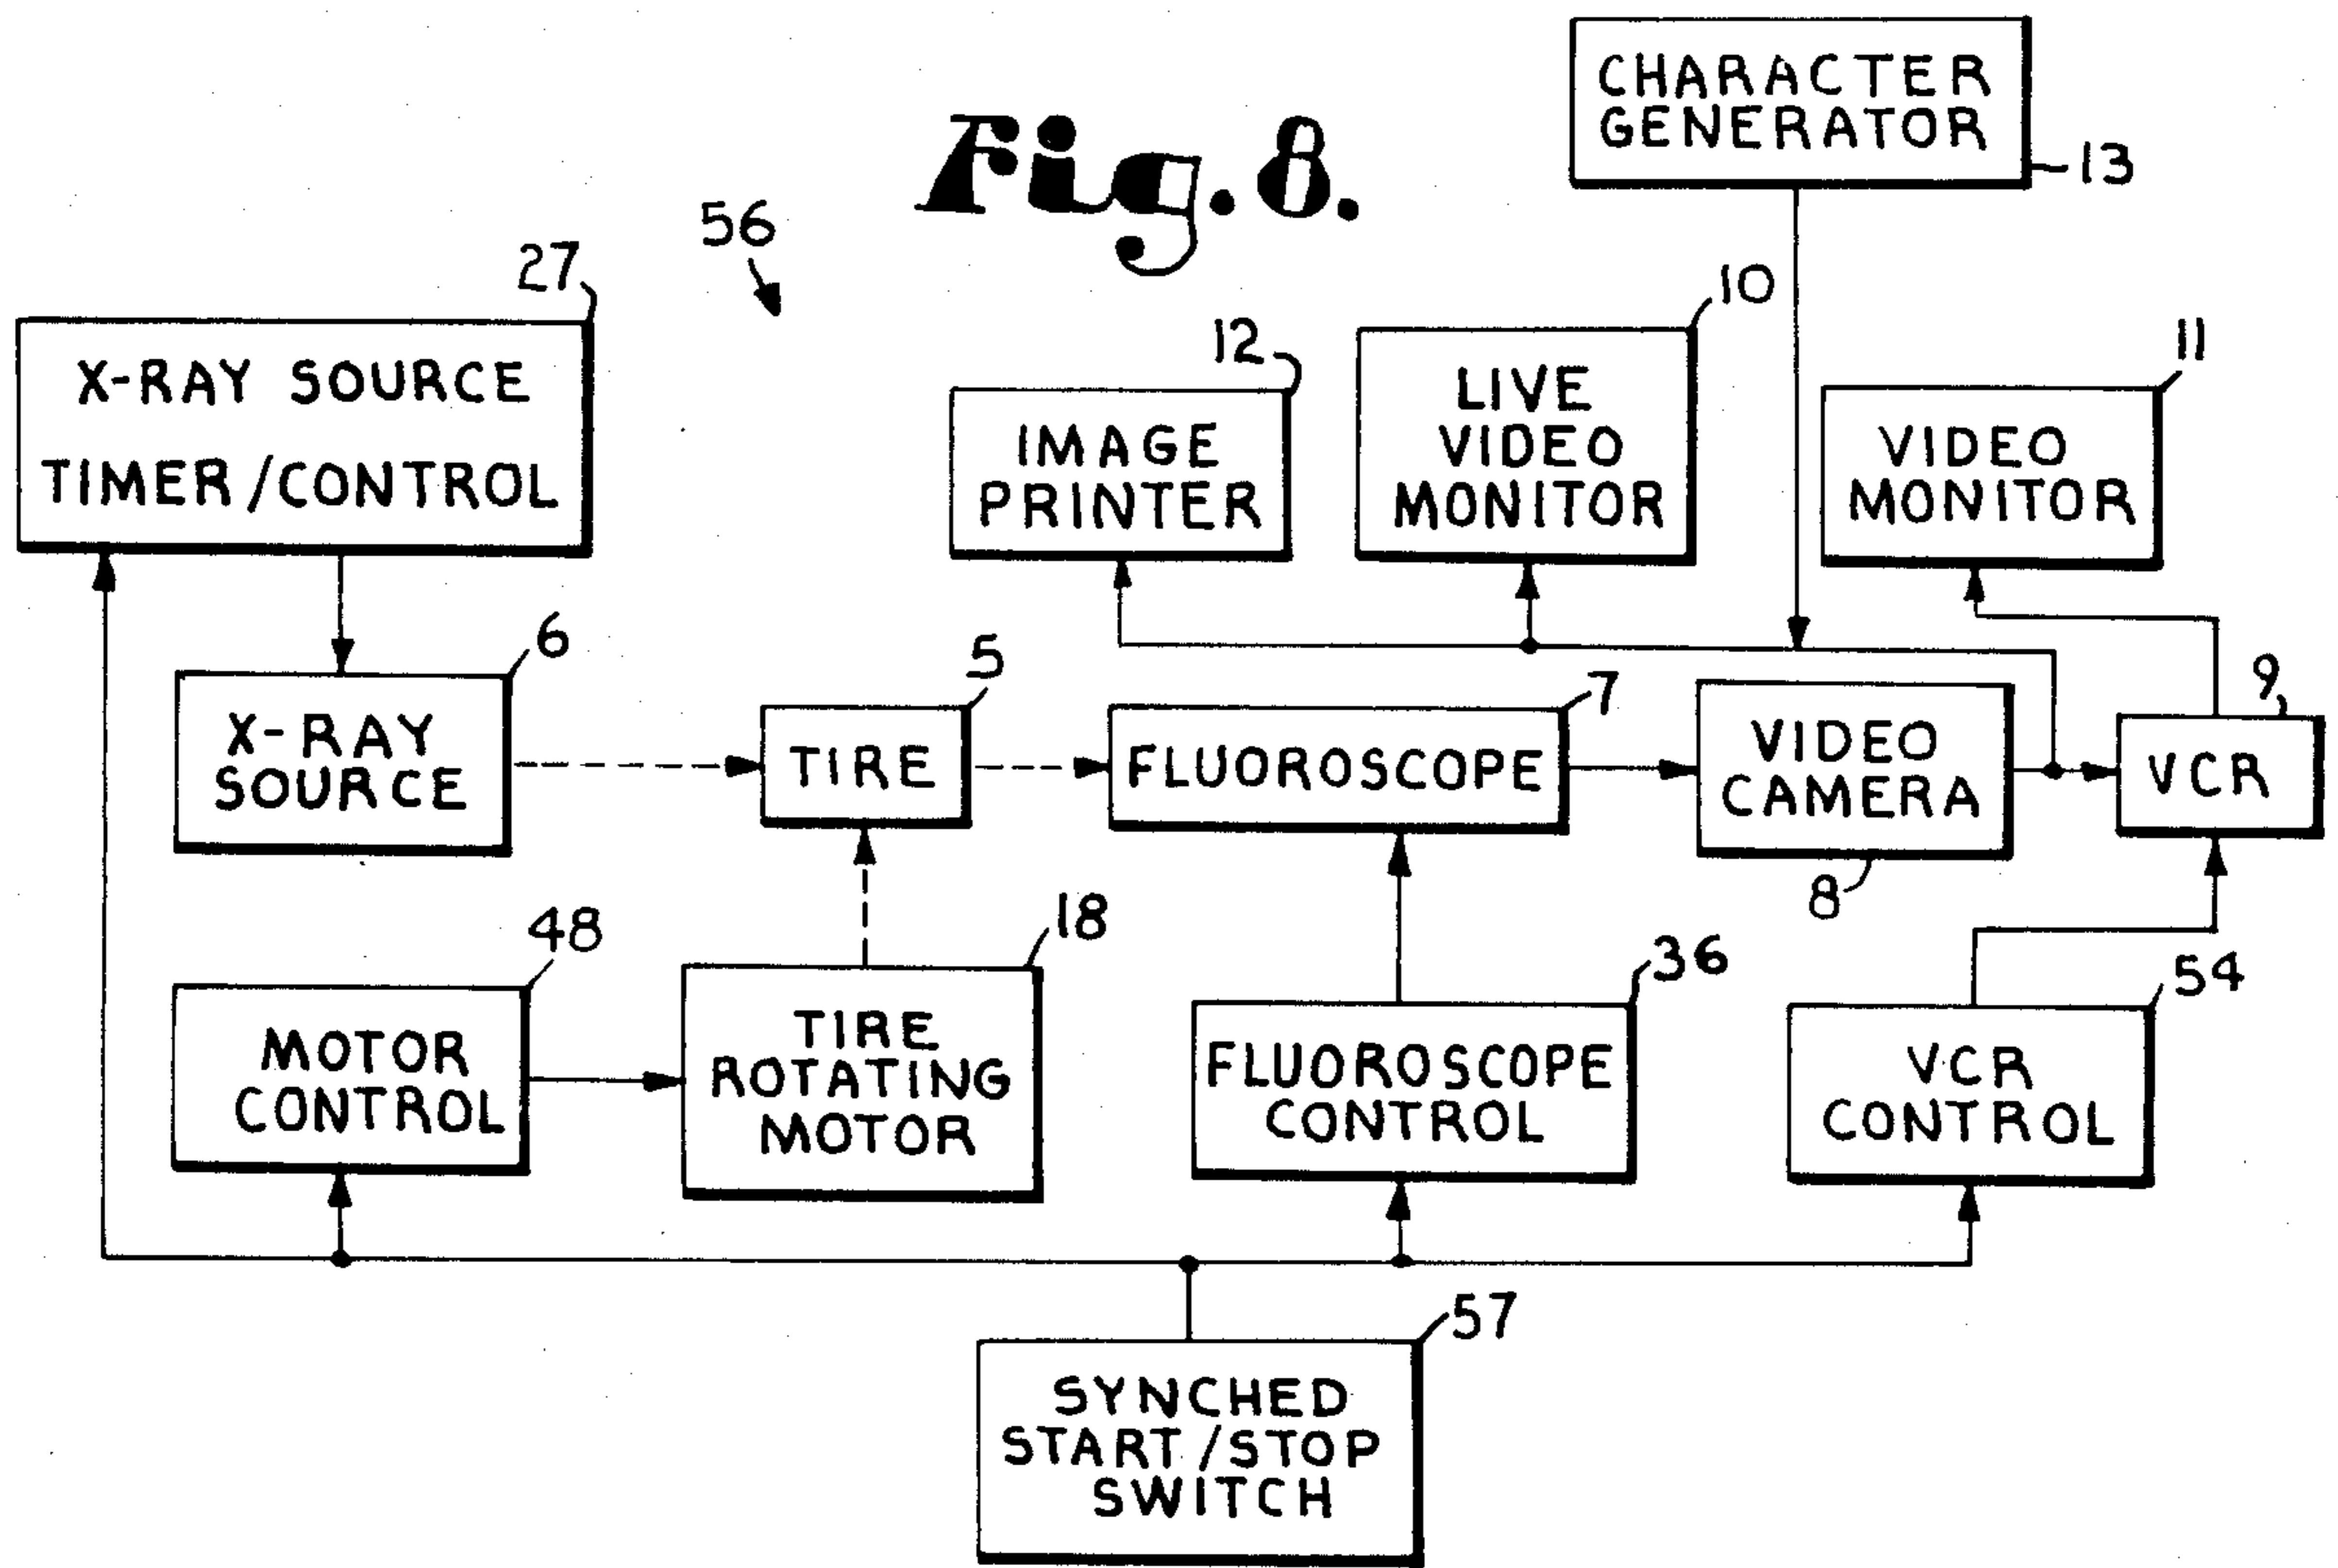 CHARACTER
GENERATOR
13
Fig. 8.
56
27
X-RAY SOURCE
TIMER/CONTROL
12
IMAGE
PRINTER
10
LIVE
VIDEO
MONITOR
11
VIDEO
MONITOR
6
X-RAY
SOURCE
5
TIRE
7
FLUOROSCOPE
VIDEO
CAMERA
8
9
VCR
48
MOTOR
CONTROL
18
TIRE
ROTATING
MOTOR
36
FLUOROSCOPE
CONTROL
54
VCR
CONTROL
57
SYNCHED
START/STOP
SWITCH